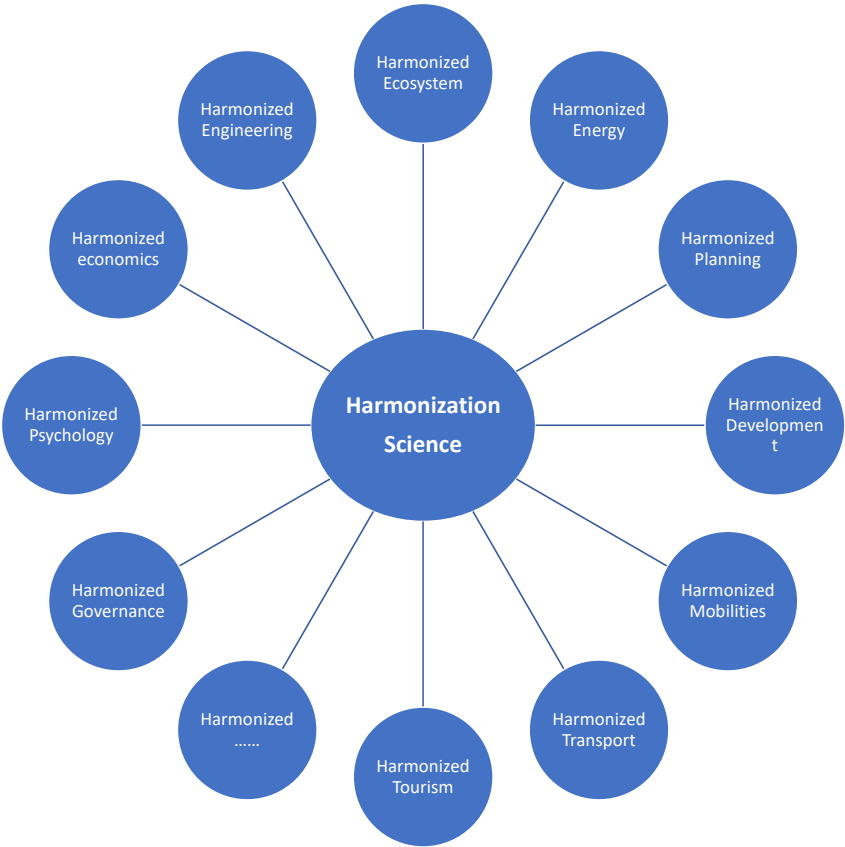 Harmonized
Ecosystem
Harmonized
Energy
Harmonized
Planning
Harmonized
Developmen
t
Harmonized
Mobilities
Harmonized
Transport
Harmonized
Tourism
Harmonized
......
Harmonized
Governance
Harmonized
Psychology
Harmonized
economics
Harmonized
Engineering
Harmonization
Science